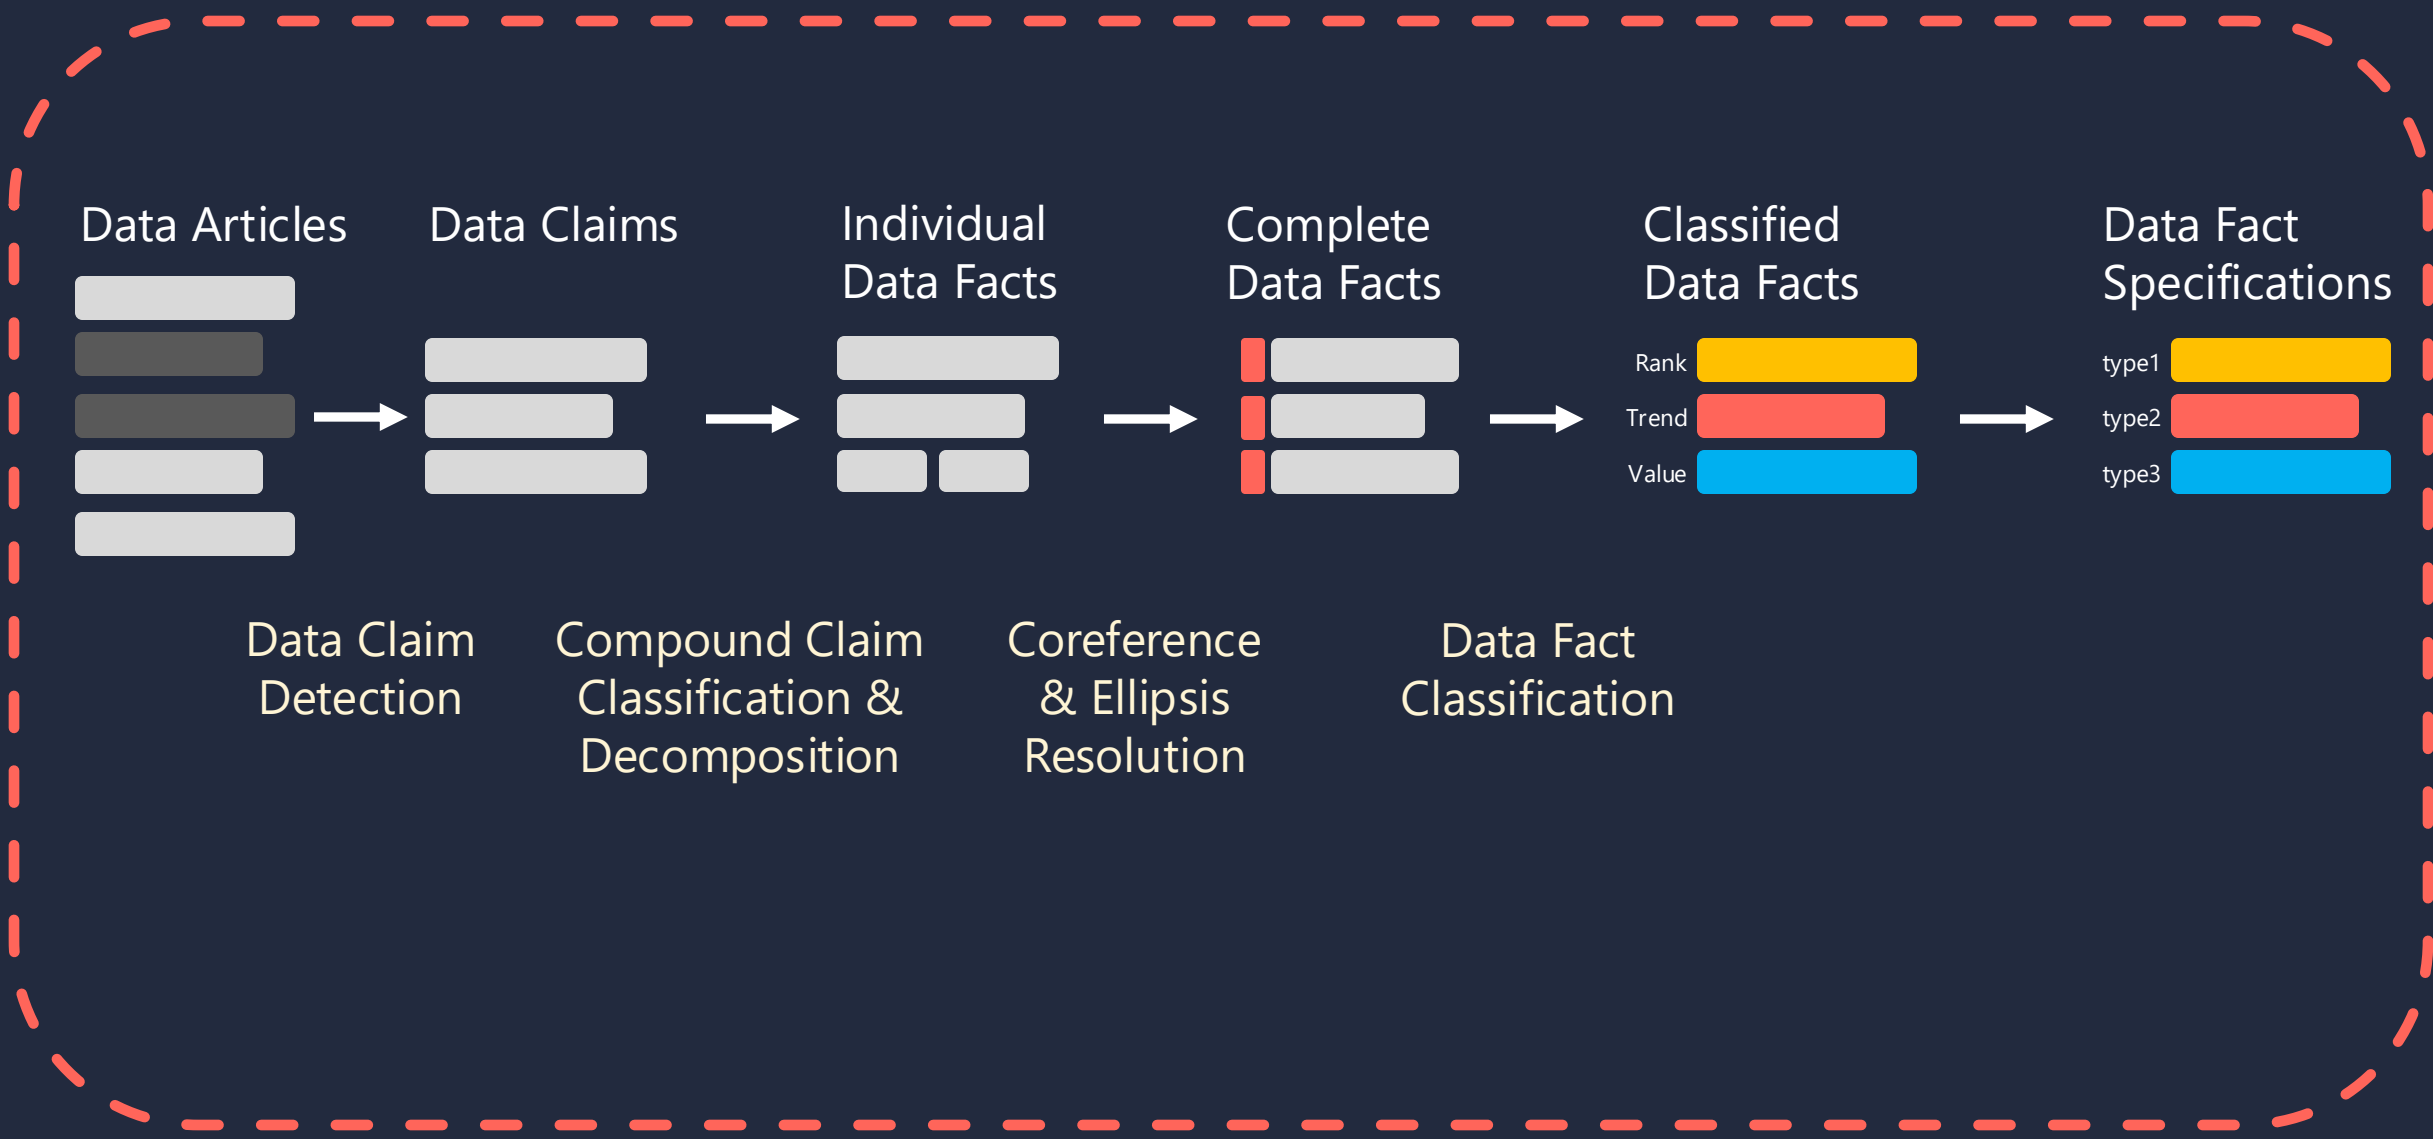 Data Articles
Data Claims
Individual
Data Facts
Complete
Data Facts
Classified
Data Facts
Rank
Trend
Value
Data Fact
Specifications
type1
type2
type3
Data Claim
Detection
Compound Claim
Classification &
Decomposition
Coreference
& Ellipsis
Resolution
Data Fact
Classification